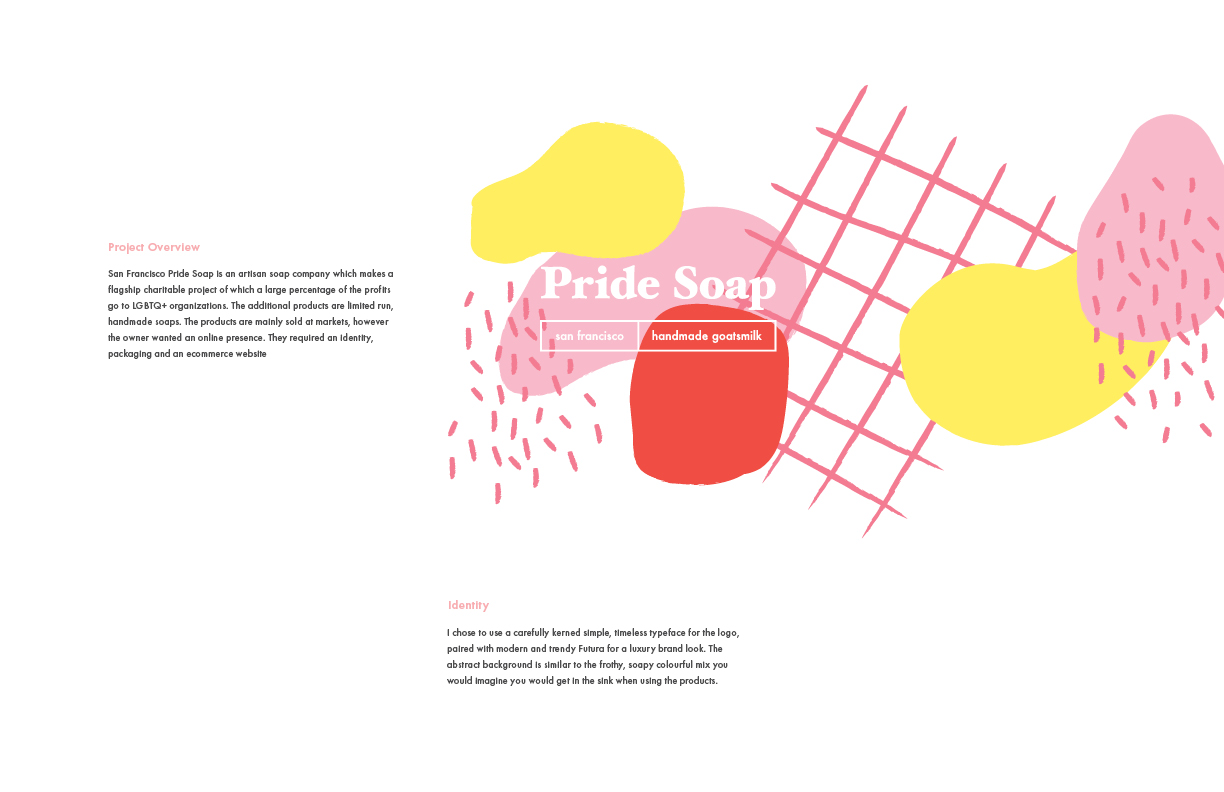 Project Overview
San Francisco Pride Soap is an artisan soap company which makes a
flagship charitable project of which a large percentage of the profits
go to LGBTQ+ organizations. The additional products are limited run,
handmade soaps. The products are mainly sold at markets, however
the owner wanted an online presence. They required an identity,
packaging and an ecommerce website
Pride Soap
san francisco handmade goatsmilk
Identity
I chose to use a carefully kerned simple, timeless typeface for the logo,
paired with modern and trendy Futura for a luxury brand look. The
abstract background is similar to the frothy, soapy colourful mix you
would imagine you would get in the sink when using the products.